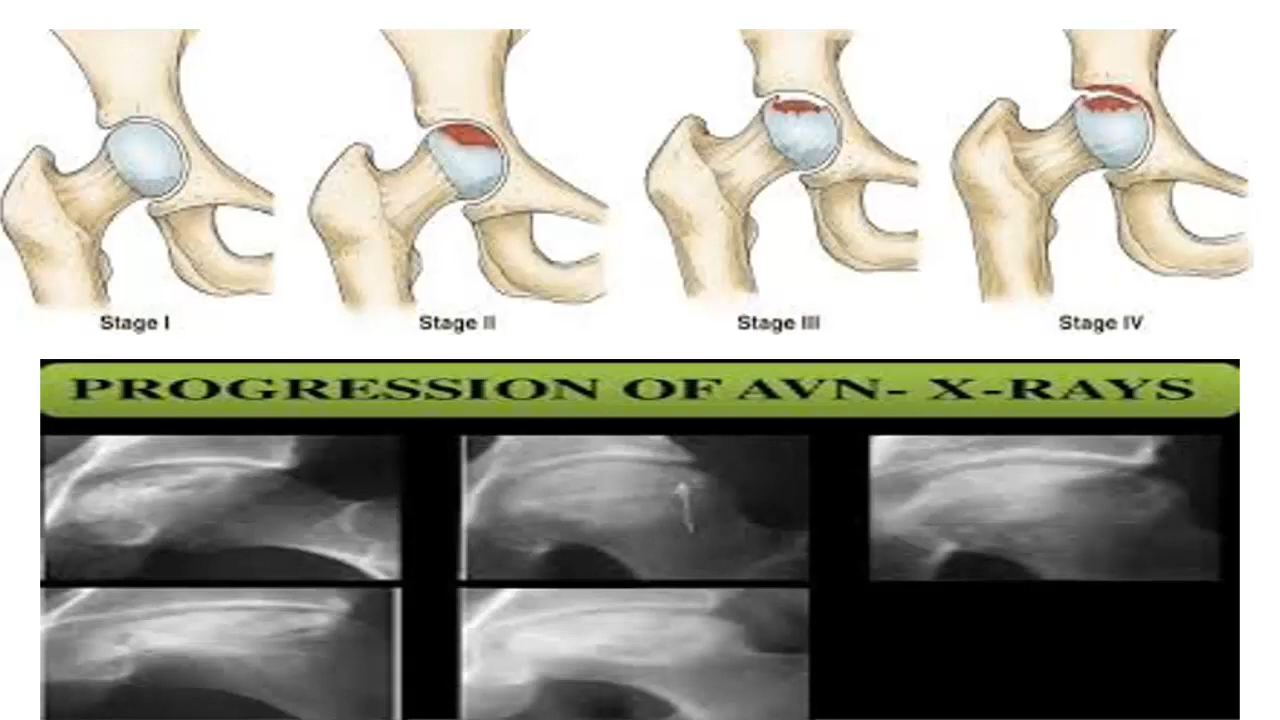 Stage I
Stage II
Stage III
Stage IV
PROGRESSION OF AVN- X-RAYS